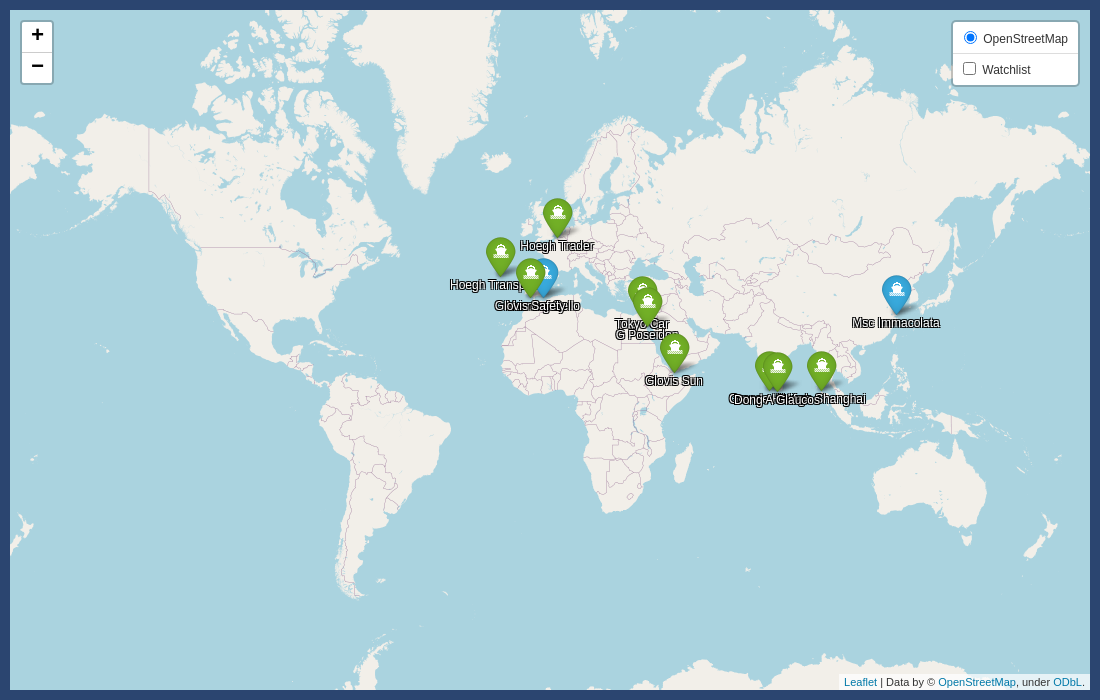 +
−
OpenStreetMap
Watchlist
Hoegh Trader
Hoegh
Glovis Safety
Tokyo Car
G Poseidon
Msc Immacolata
Glovis Sun
Dong-A Glaucos
Shanghai
Leaflet | Data by © OpenStreetMap, under ODbL.